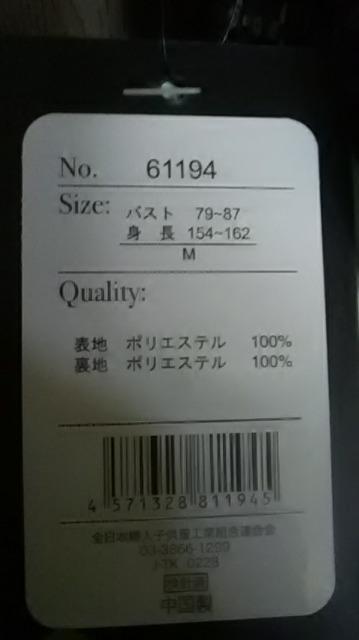 No. 61194
Size: バスト 79~87
身 長 154~162
M
Quality:
表地 ポリエステル 100%
裏地 ポリエステル 100%
4 571328 811945
全日本婦人子供服工業組合連合会
03-3866-1299
J-TK 0228
中国製